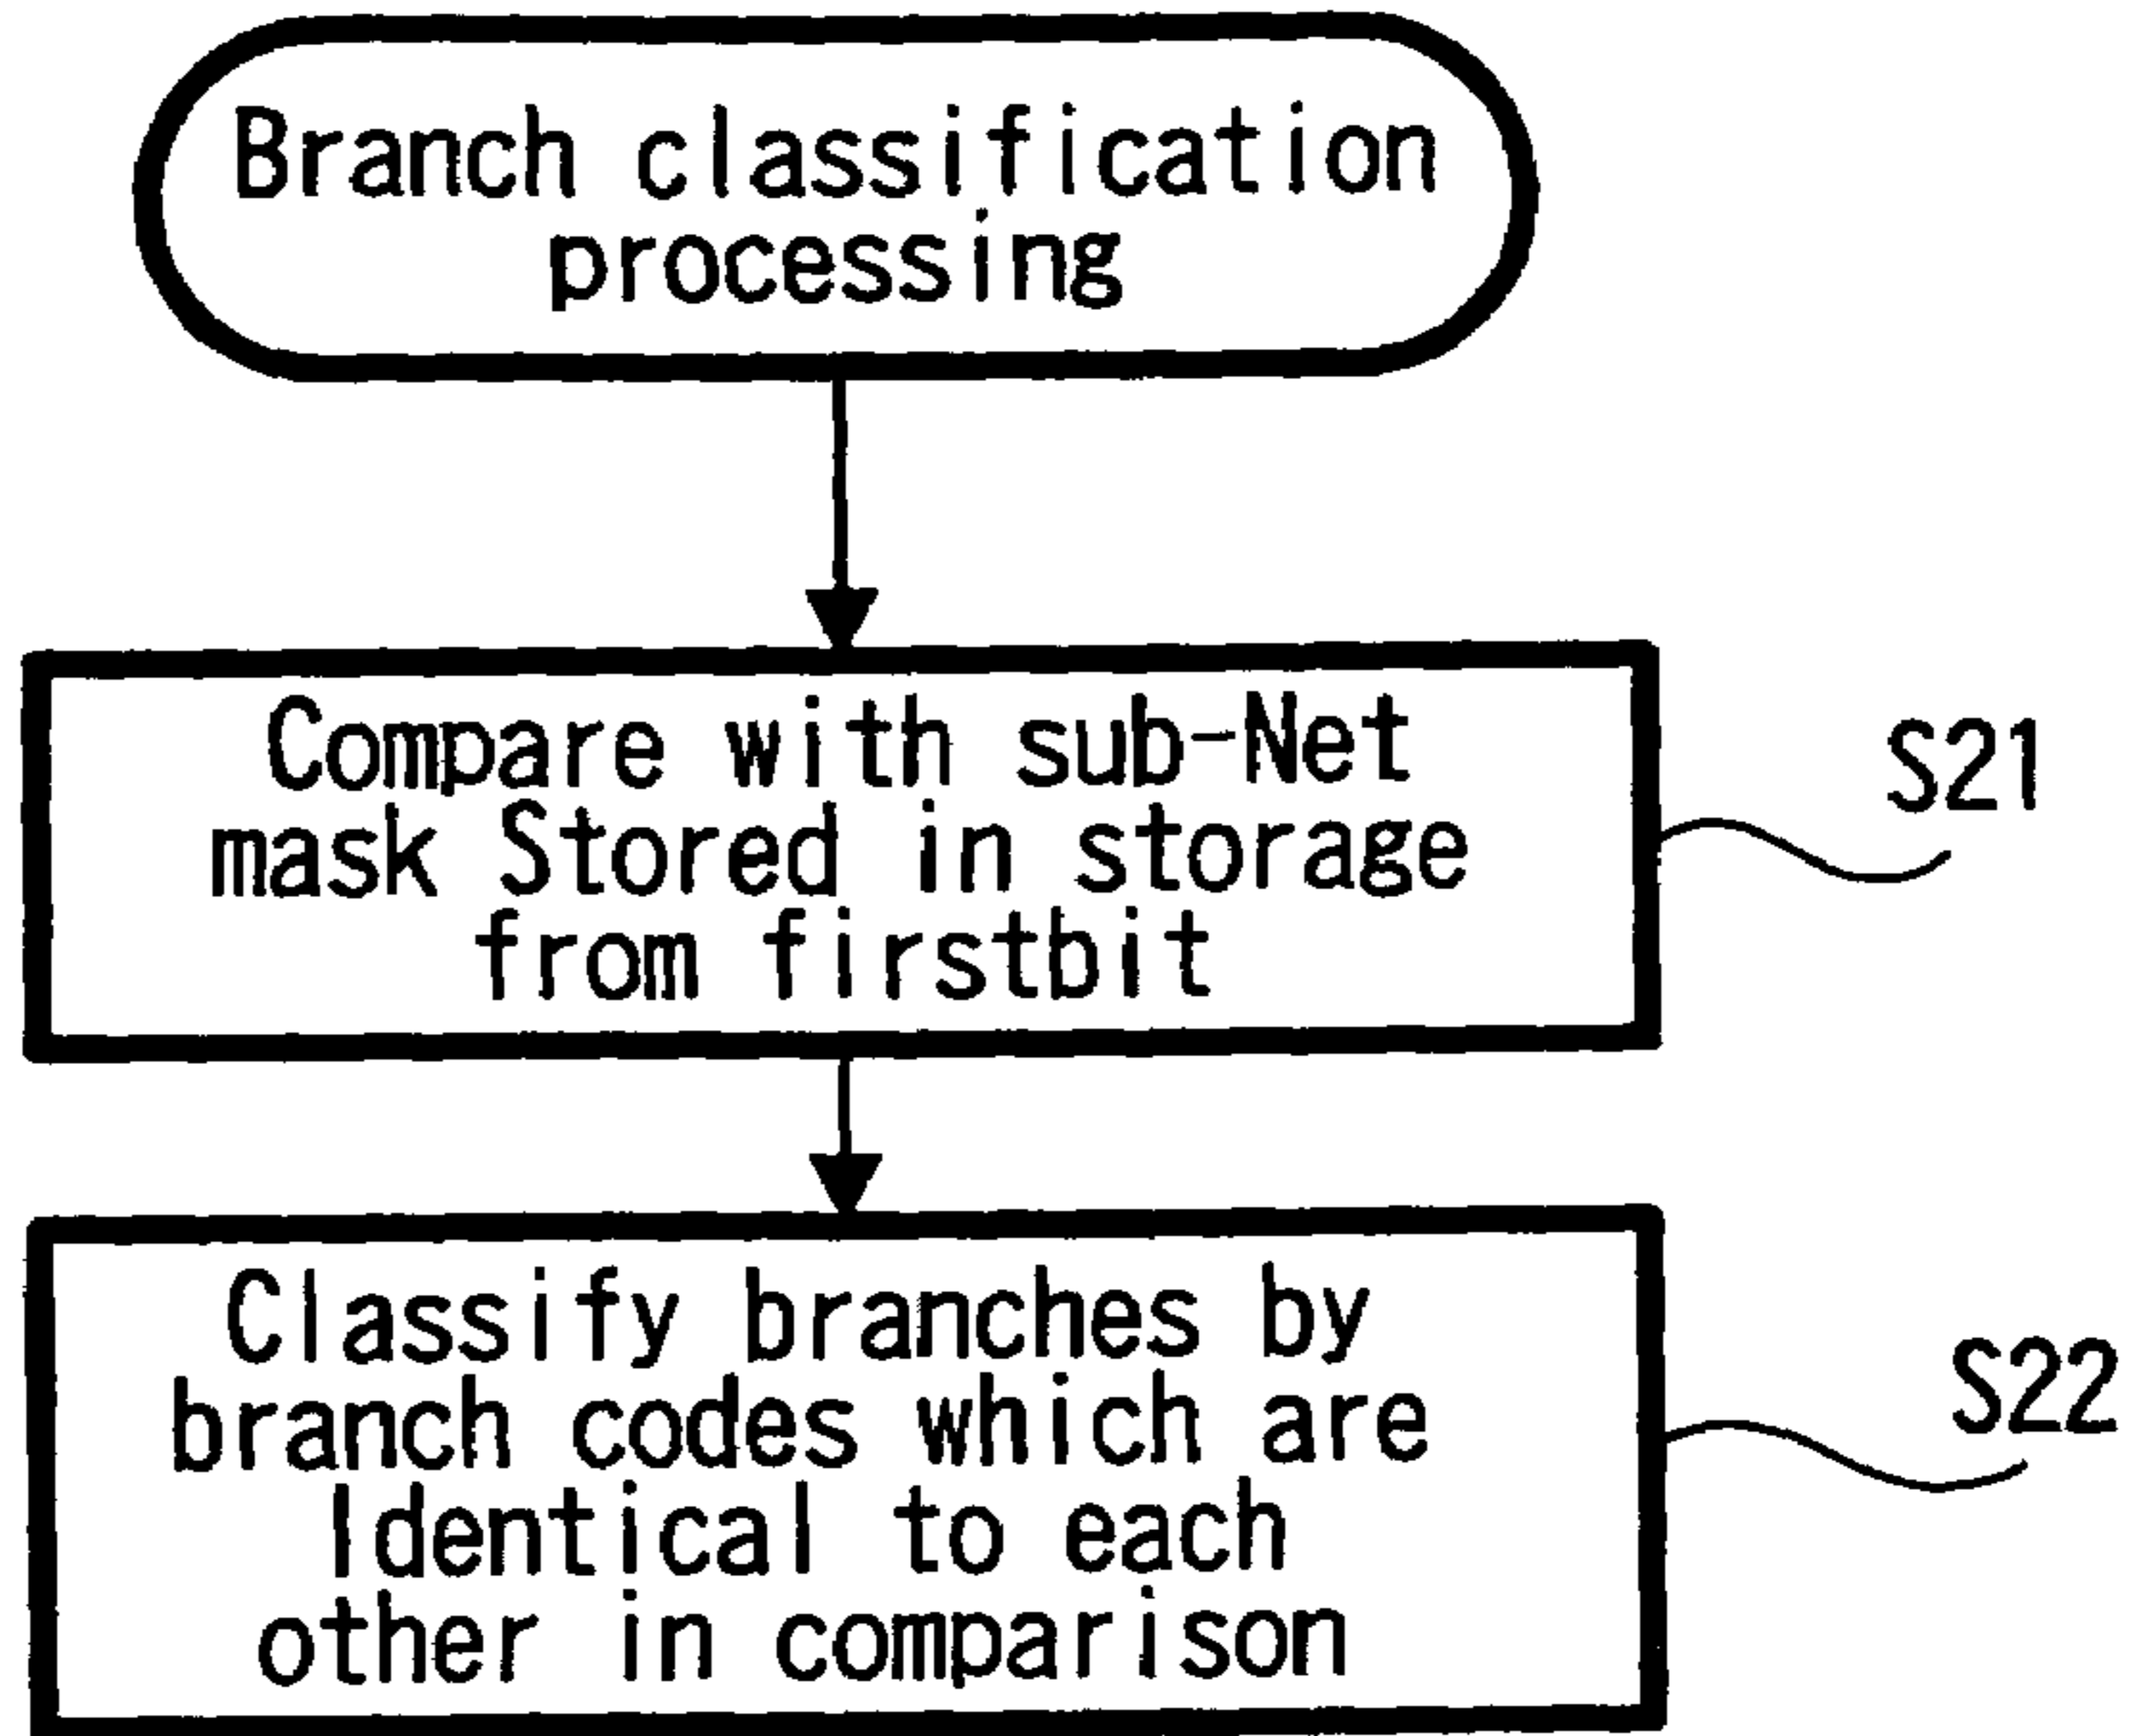 Branch classification
processing
Compare with sub-Net
mask Stored in storage
from firstbit
S21
Classify branches by
branch codes which are
Identical to each
other in comparison
S22